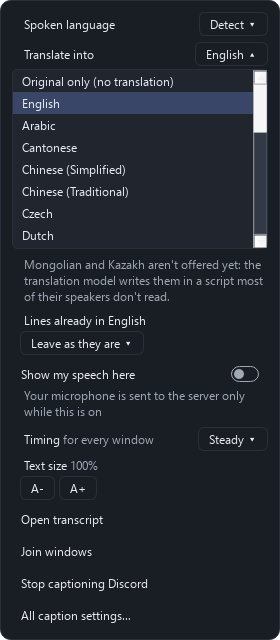 Spoken language Detect ▾
Translate into English ▴
Original only (no translation)
English
Arabic
Cantonese
Chinese (Simplified)
Chinese (Traditional)
Czech
Dutch
Mongolian and Kazakh aren't offered yet: the
translation model writes them in a script most
of their speakers don't read.
Lines already in English
Leave as they are ▾
Show my speech here
Your microphone is sent to the server only
while this is on
Timing for every window Steady ▾
Text size 100%
A- A+
Open transcript
Join windows
Stop captioning Discord
All caption settings...